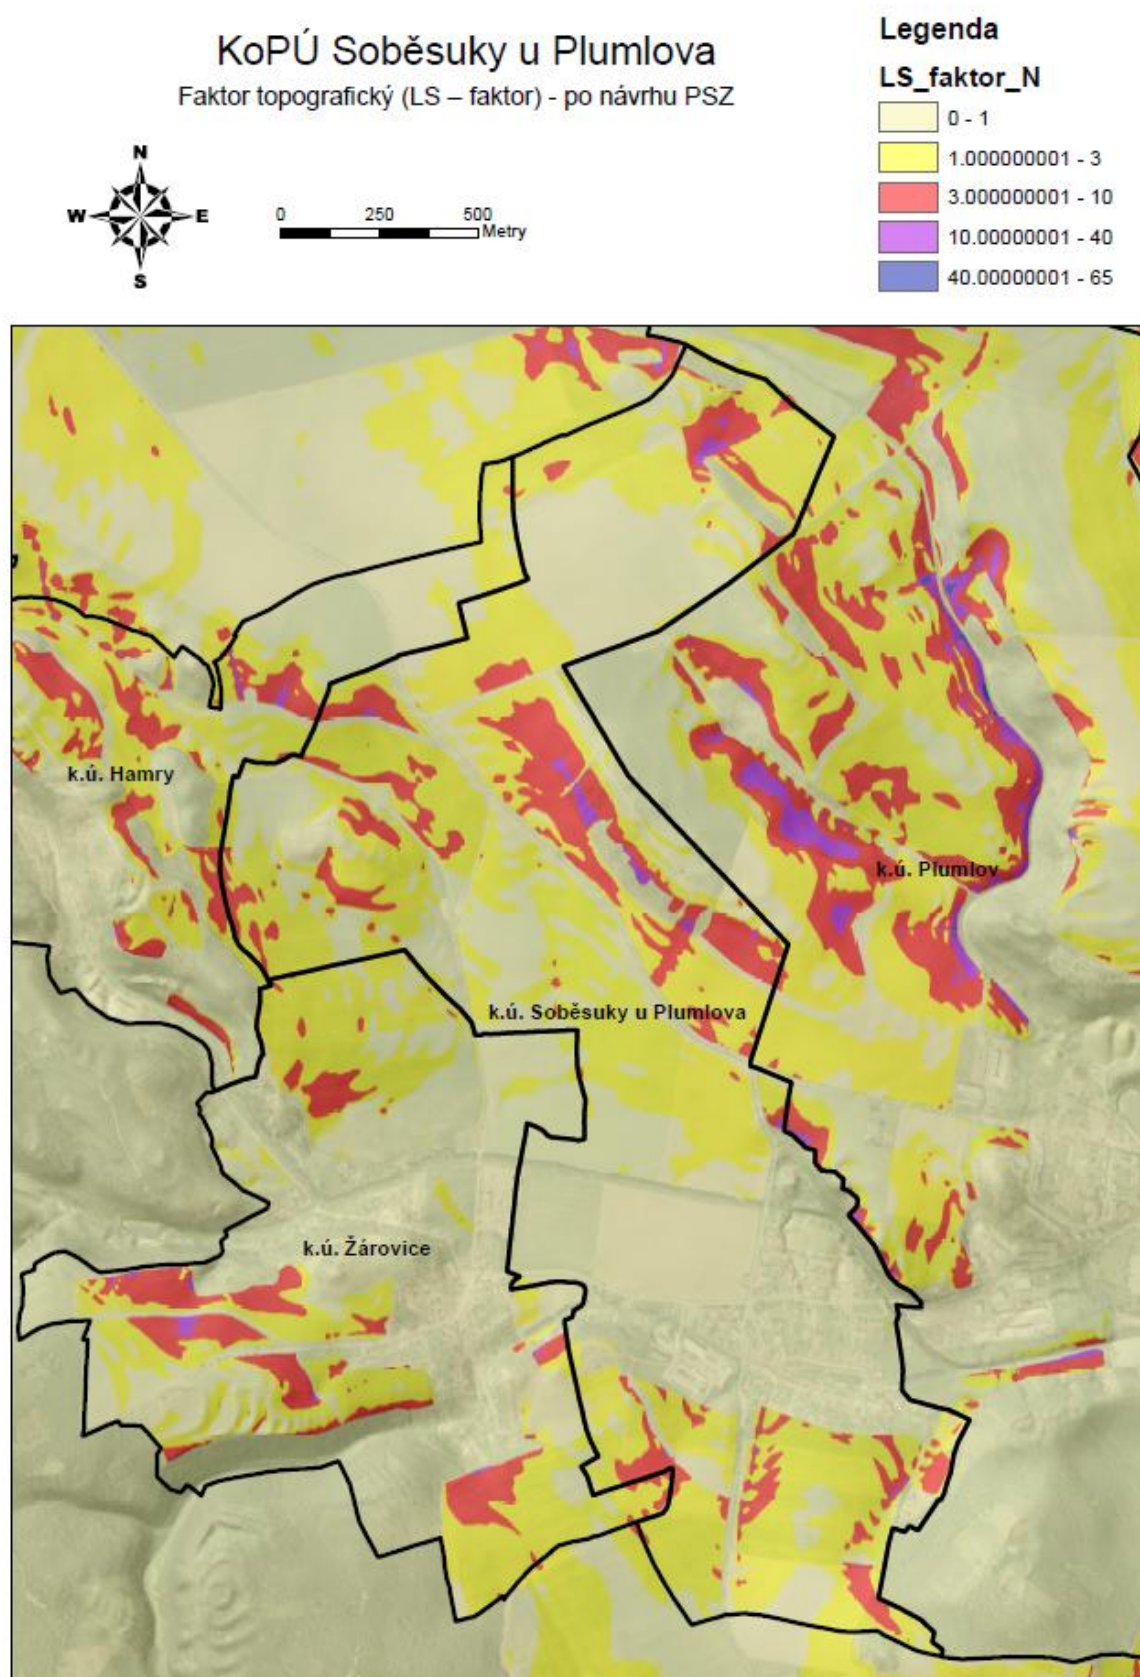 KoPÚ Soběsuky u Plumlova
Faktor topografický (LS – faktor) - po návrhu PSZ
Legenda
LS_faktor_N
0 - 1
1.000000001 - 3
3.000000001 - 10
10.00000001 - 40
40.00000001 - 65
N
W
E
S
0 250 500
Metry
k.ú. Hamry
k.ú. Plumlov
k.ú. Soběsuky u Plumlova
k.ú. Žárovice